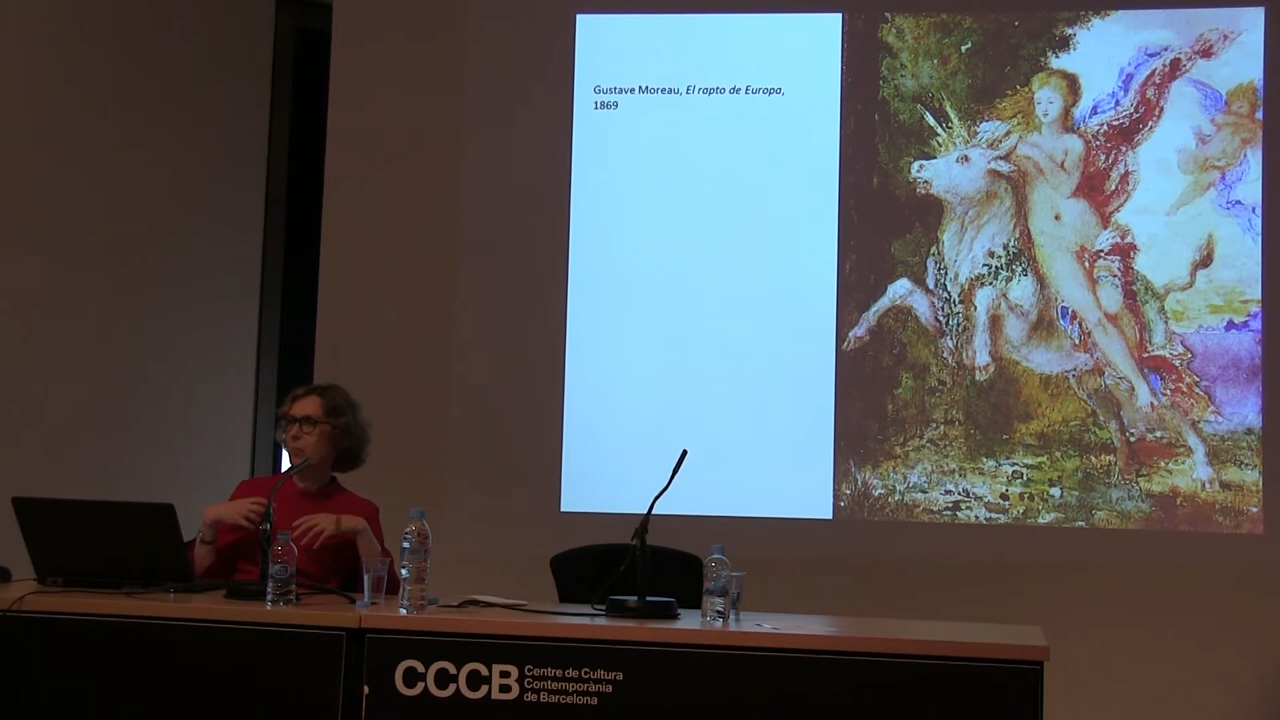 Gustave Moreau, El rapto de Europa,
1869
CCCB
Centre de Cultura
Contemporània
de Barcelona